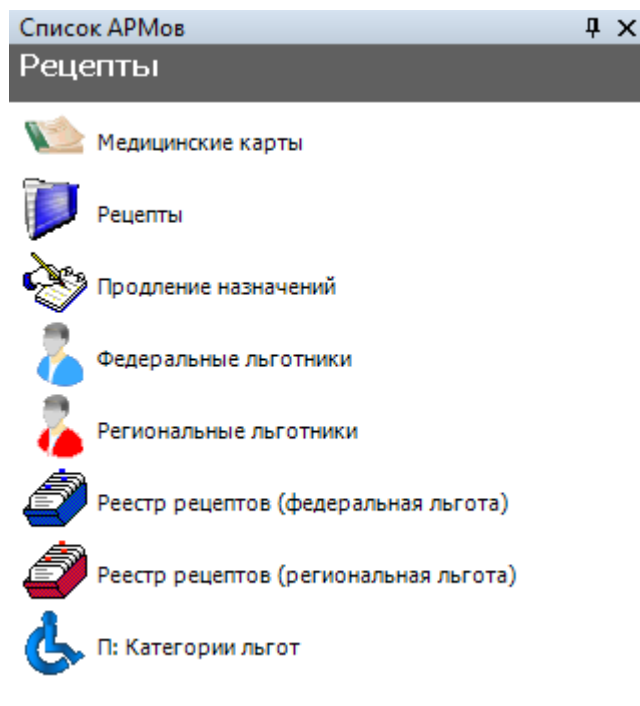 Список АРМов
Рецепты
Медицинские карты
Рецепты
Продление назначений
Федеральные льготники
Региональные льготники
Реестр рецептов (федеральная льгота)
Реестр рецептов (региональная льгота)
П: Категории льгот